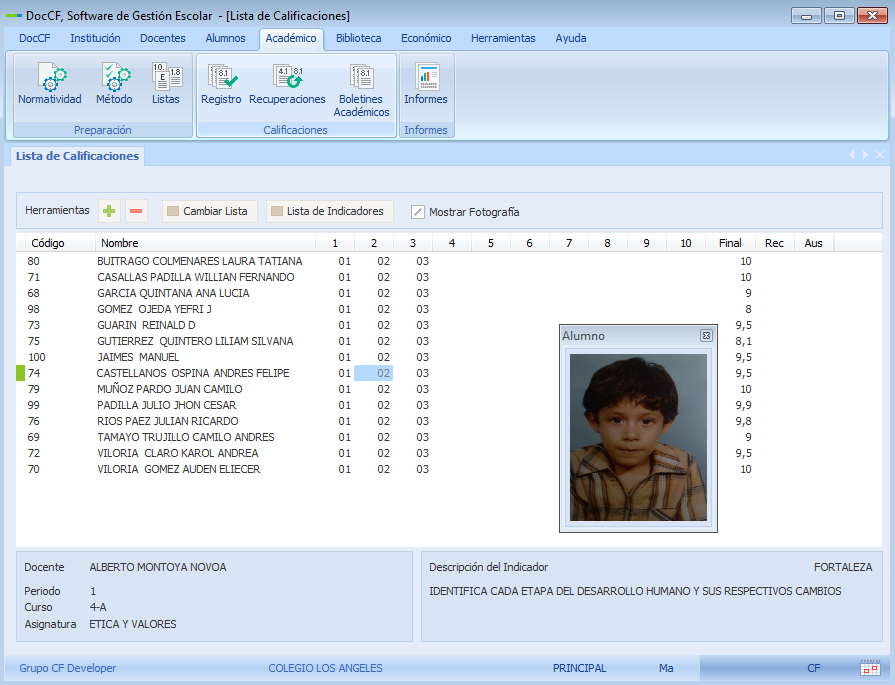 DocCF, Software de Gestión Escolar - [Lista de Calificaciones]
DocCF Institución Docentes Alumnos Académico Biblioteca Económico Herramientas Ayuda
Normatividad Método Listas Registro Recuperaciones Boletines Académicos Informes
Preparación Calificaciones Informes
Lista de Calificaciones
Herramientas Cambiar Lista Lista de Indicadores Mostrar Fotografía
Código Nombre 1 2 3 4 5 6 7 8 9 10 Final Rec Aus
80 BUITRAGO COLMENARES LAURA TATIANA 01 02 03 10
71 CASALLAS PADILLA WILLIAN FERNANDO 01 02 03 10
68 GARCIA QUINTANA ANA LUCIA 01 02 03 9
98 GOMEZ OJEDA YEFRI J 01 02 03 8
73 GUARIN REINALD D 01 02 03 9,5
75 GUTIERREZ QUINTERO LILIAM SILVANA 01 02 03 8,1
100 JAIMES MANUEL 01 02 03 9,5
74 CASTELLANOS OSPINA ANDRES FELIPE 01 02 03 9,5
79 MUÑOZ PARDO JUAN CAMILO 01 02 03 10
99 PADILLA JULIO JHON CESAR 01 02 03 9,9
76 RIOS PAEZ JULIAN RICARDO 01 02 03 9,8
69 TAMAYO TRUJILLO CAMILO ANDRES 01 02 03 9
72 VILORIA CLARO KAROL ANDREA 01 02 03 9,5
70 VILORIA GOMEZ AUDEN ELIECER 01 02 03 10
Alumno
Docente ALBERTO MONTOYA NOVOA
Periodo 1
Curso 4-A
Asignatura ETICA Y VALORES
Descripción del Indicador FORTALEZA
IDENTIFICA CADA ETAPA DEL DESARROLLO HUMANO Y SUS RESPECTIVOS CAMBIOS
Grupo CF Developer COLEGIO LOS ANGELES PRINCIPAL Ma CF